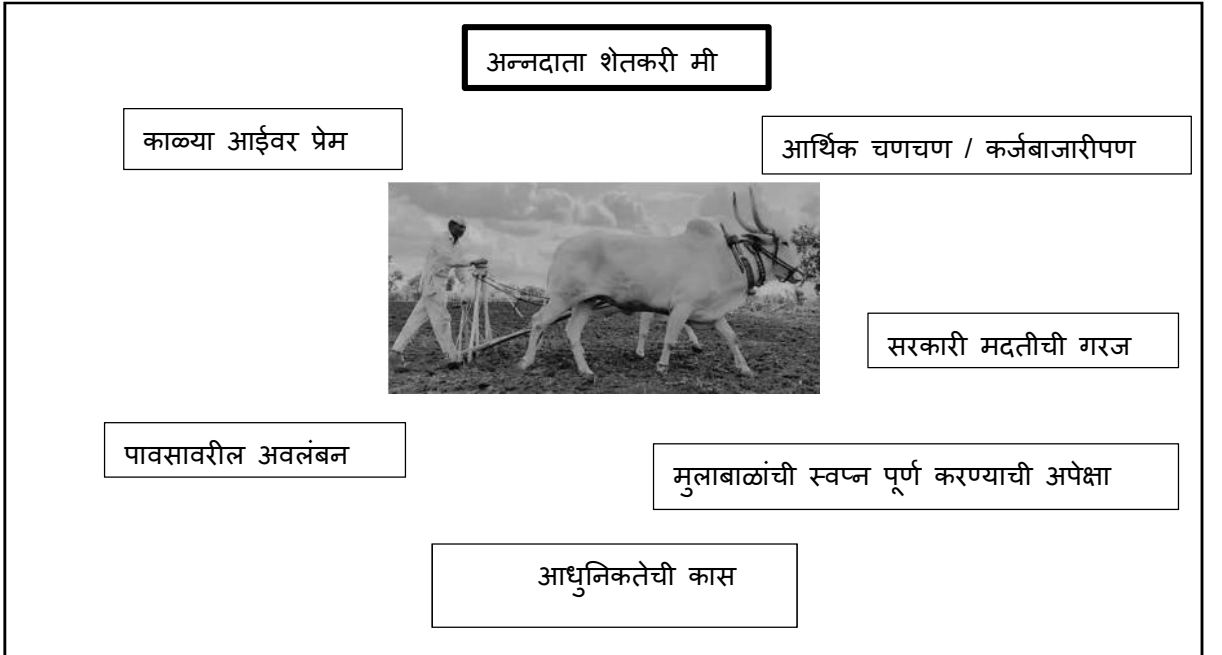 अन्नदाता शेतकरी मी
काळ्या आईवर प्रेम
आर्थिक चणचण / कर्जबाजारीपण
सरकारी मदतीची गरज
पावसावरील अवलंबन
मुलाबाळांची स्वप्न पूर्ण करण्याची अपेक्षा
आधुनिकतेची कास